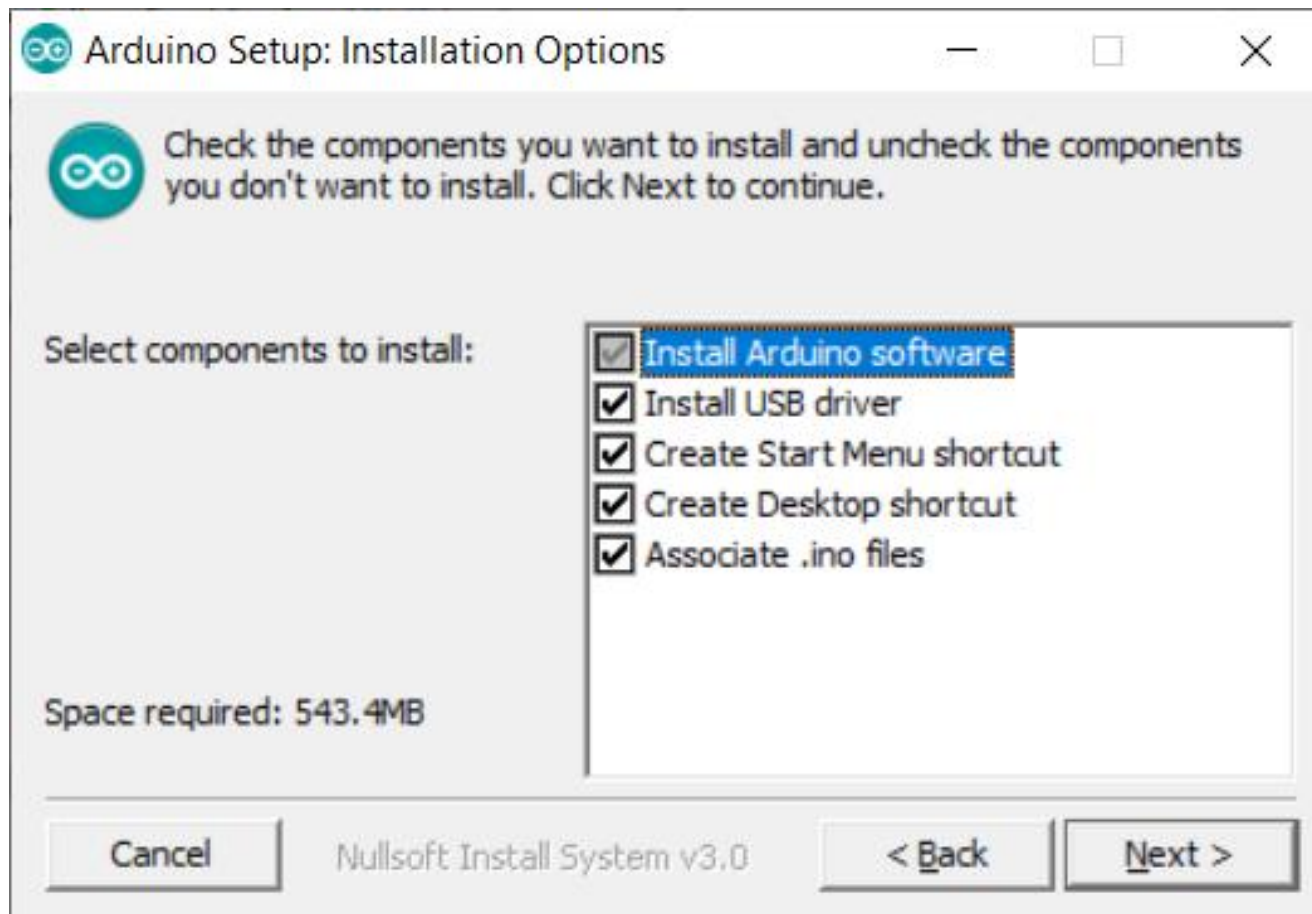 Arduino Setup: Installation Options
Check the components you want to install and uncheck the components
you don't want to install. Click Next to continue.
Select components to install:
Install Arduino software
Install USB driver
Create Start Menu shortcut
Create Desktop shortcut
Associate .ino files
Space required: 543.4MB
Cancel
Nullsoft Install System v3.0
< Back
Next >